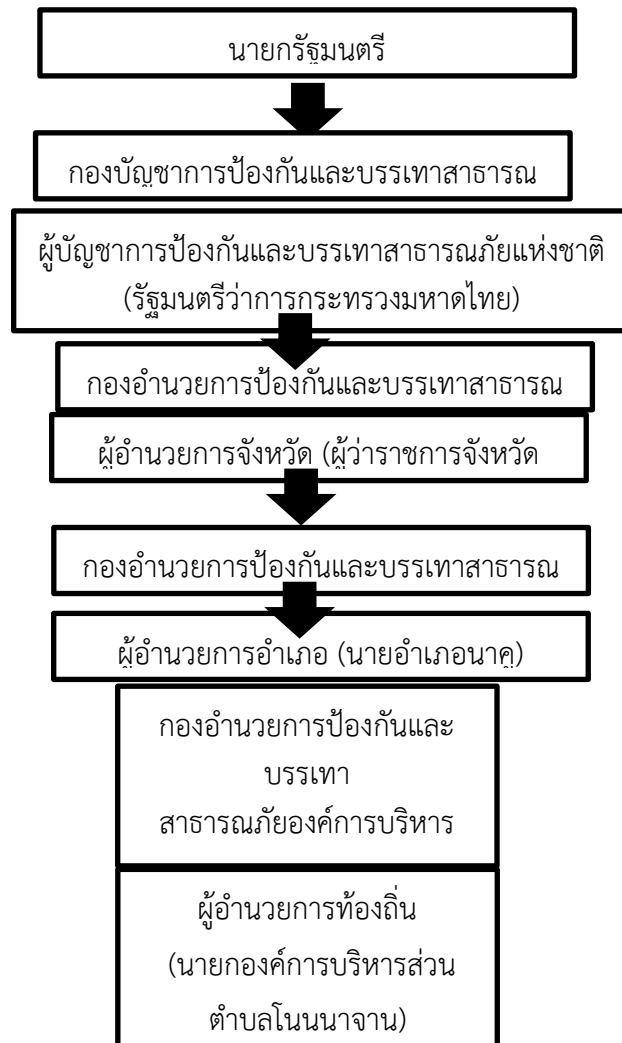 นายกรัฐมนตรี
กองบัญชาการป้องกันและบรรเทาสาธารณ
ผู้บัญชาการป้องกันและบรรเทาสาธารณภัยแห่งชาติ
(รัฐมนตรีว่าการกระทรวงมหาดไทย)
กองอำนวยการป้องกันและบรรเทาสาธารณ
ผู้อำนวยการจังหวัด (ผู้ว่าราชการจังหวัด
กองอำนวยการป้องกันและบรรเทาสาธารณ
ผู้อำนวยการอำเภอ (นายอำเภอนาคู)
กองอำนวยการป้องกันและ
บรรเทา
สาธารณภัยองค์การบริหาร
ผู้อำนวยการท้องถิ่น
(นายกองค์การบริหารส่วน
ตำบลโนนนาจาน)